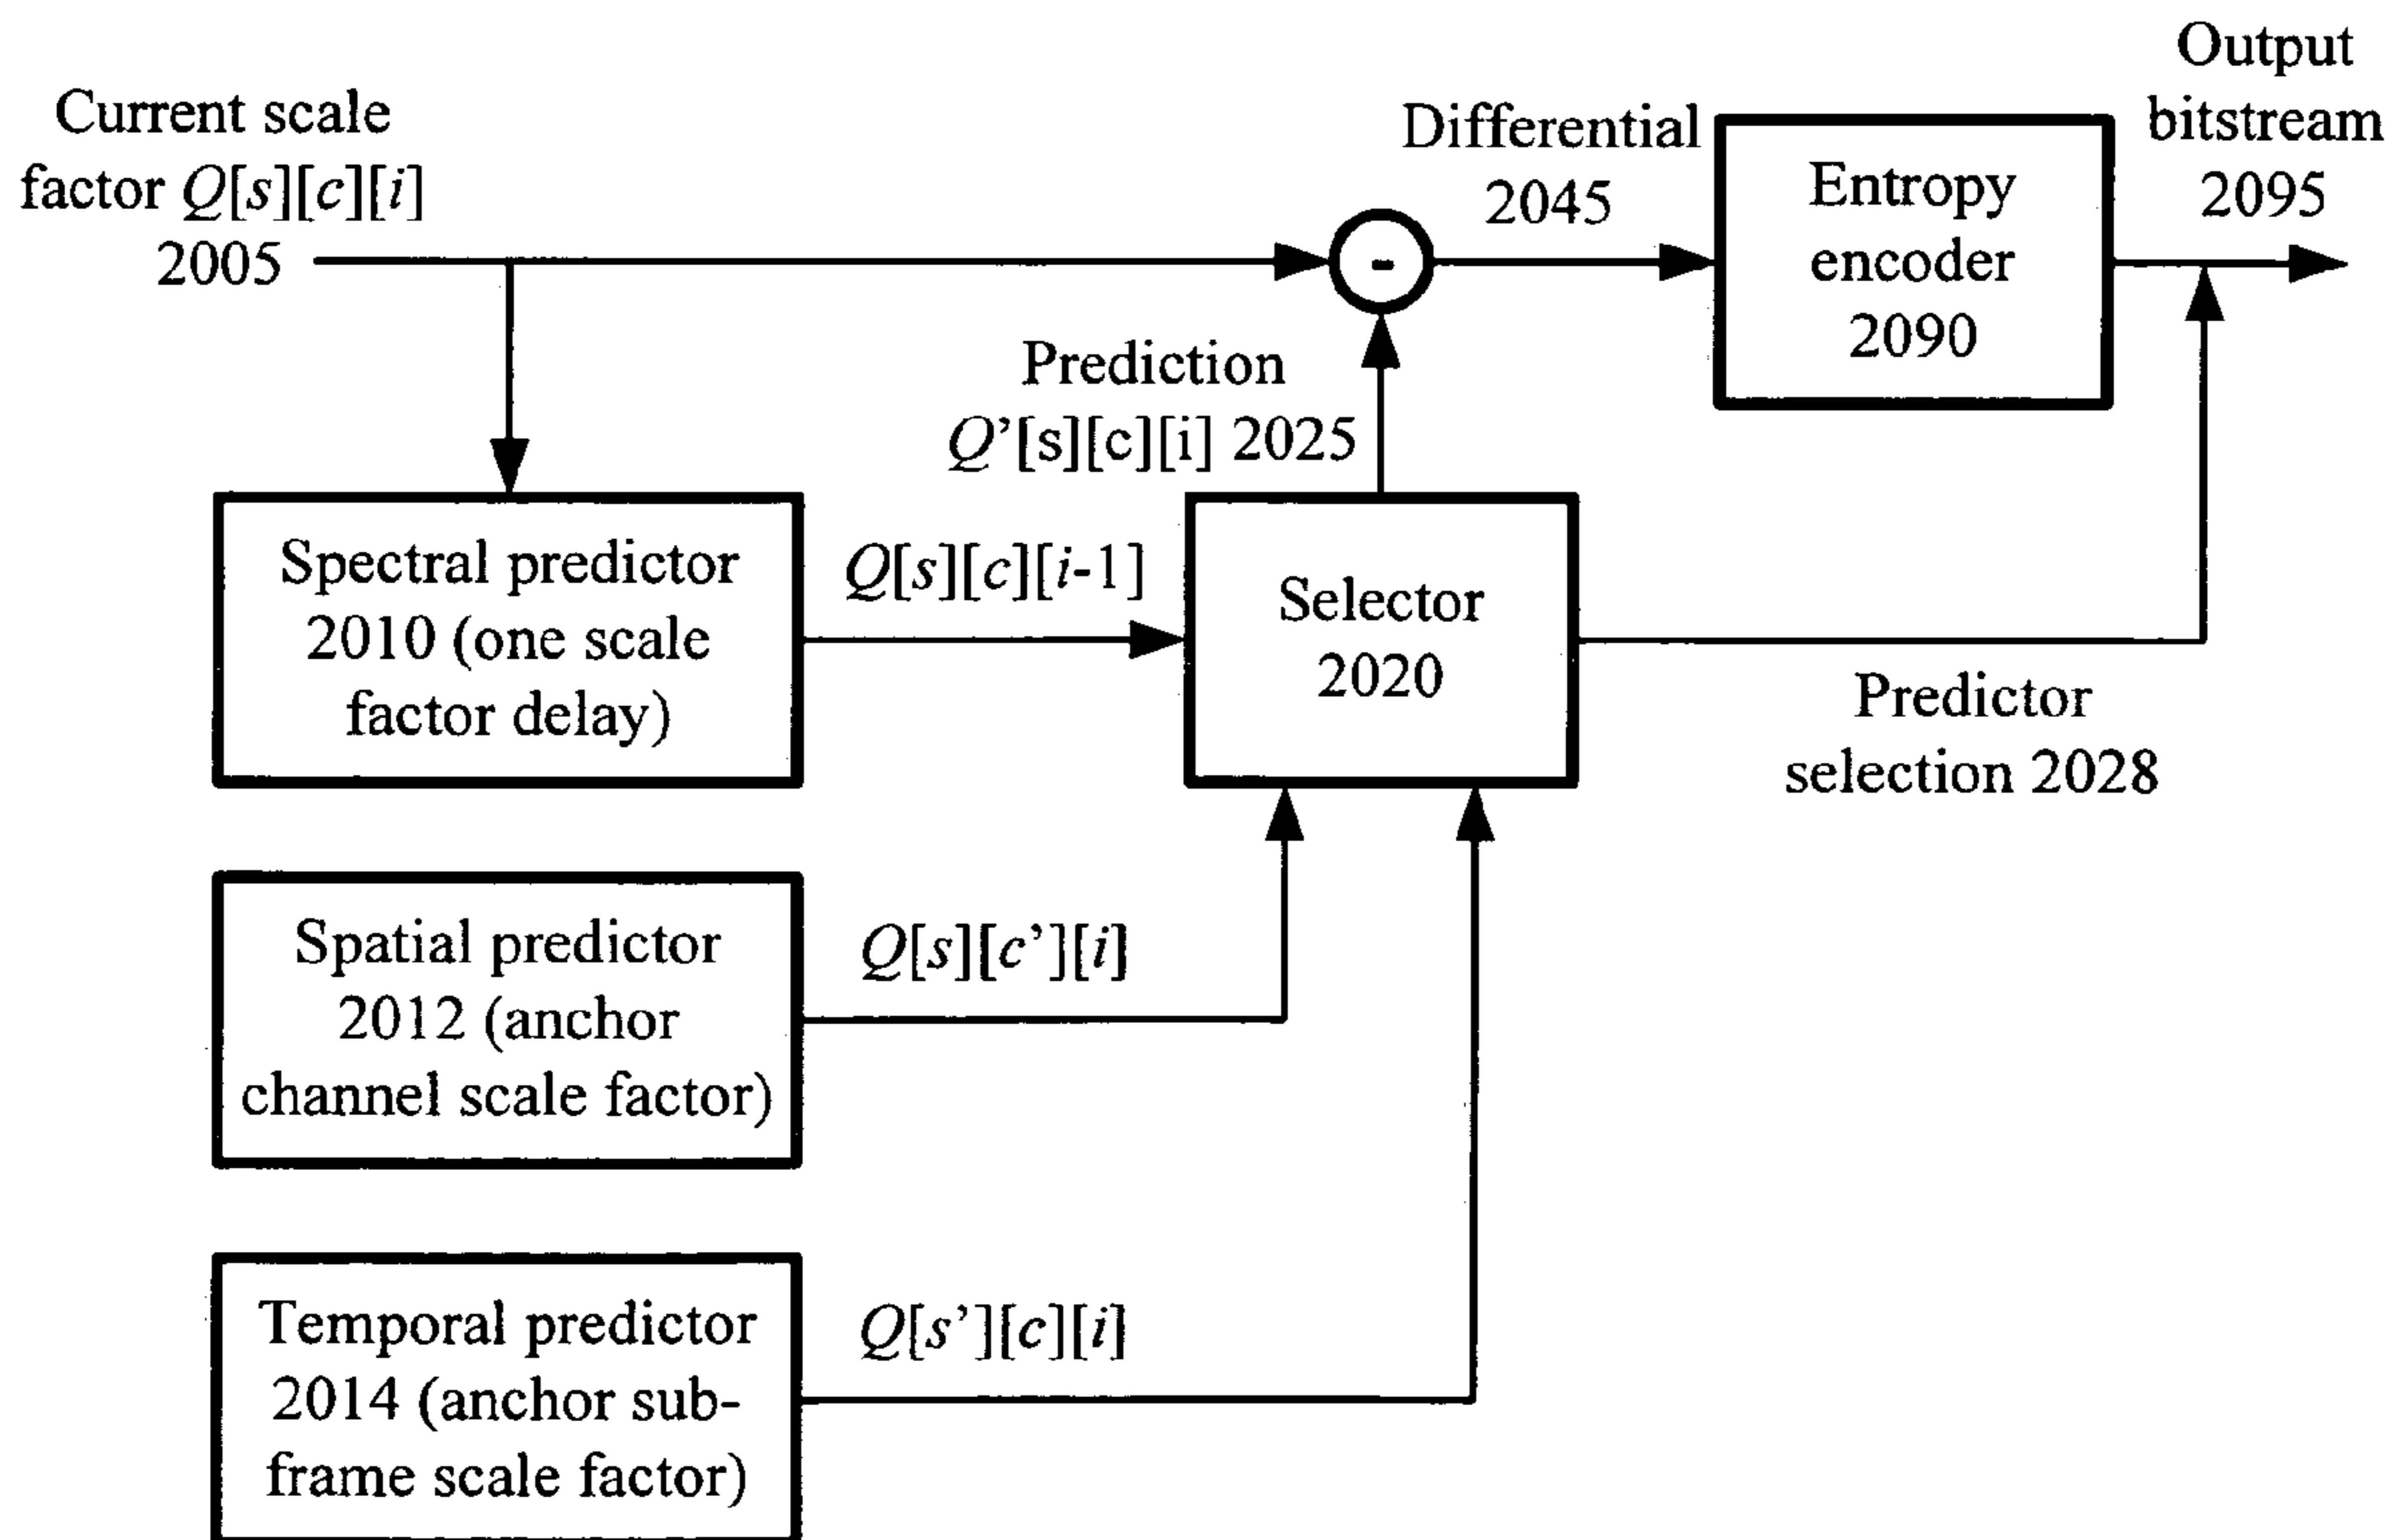 Output
bitstream
2095
Current scale
factor Q[s][c][i]
2005
Differential
2045
Entropy
encoder
2090
-
Prediction
Q’[s][c][i] 2025
Spectral predictor
2010 (one scale
factor delay)
Q[s][c][i-1]
Selector
2020
Predictor
selection 2028
Spatial predictor
2012 (anchor
channel scale factor)
Q[s][c’][i]
Temporal predictor
2014 (anchor sub-
frame scale factor)
Q[s’][c][i]